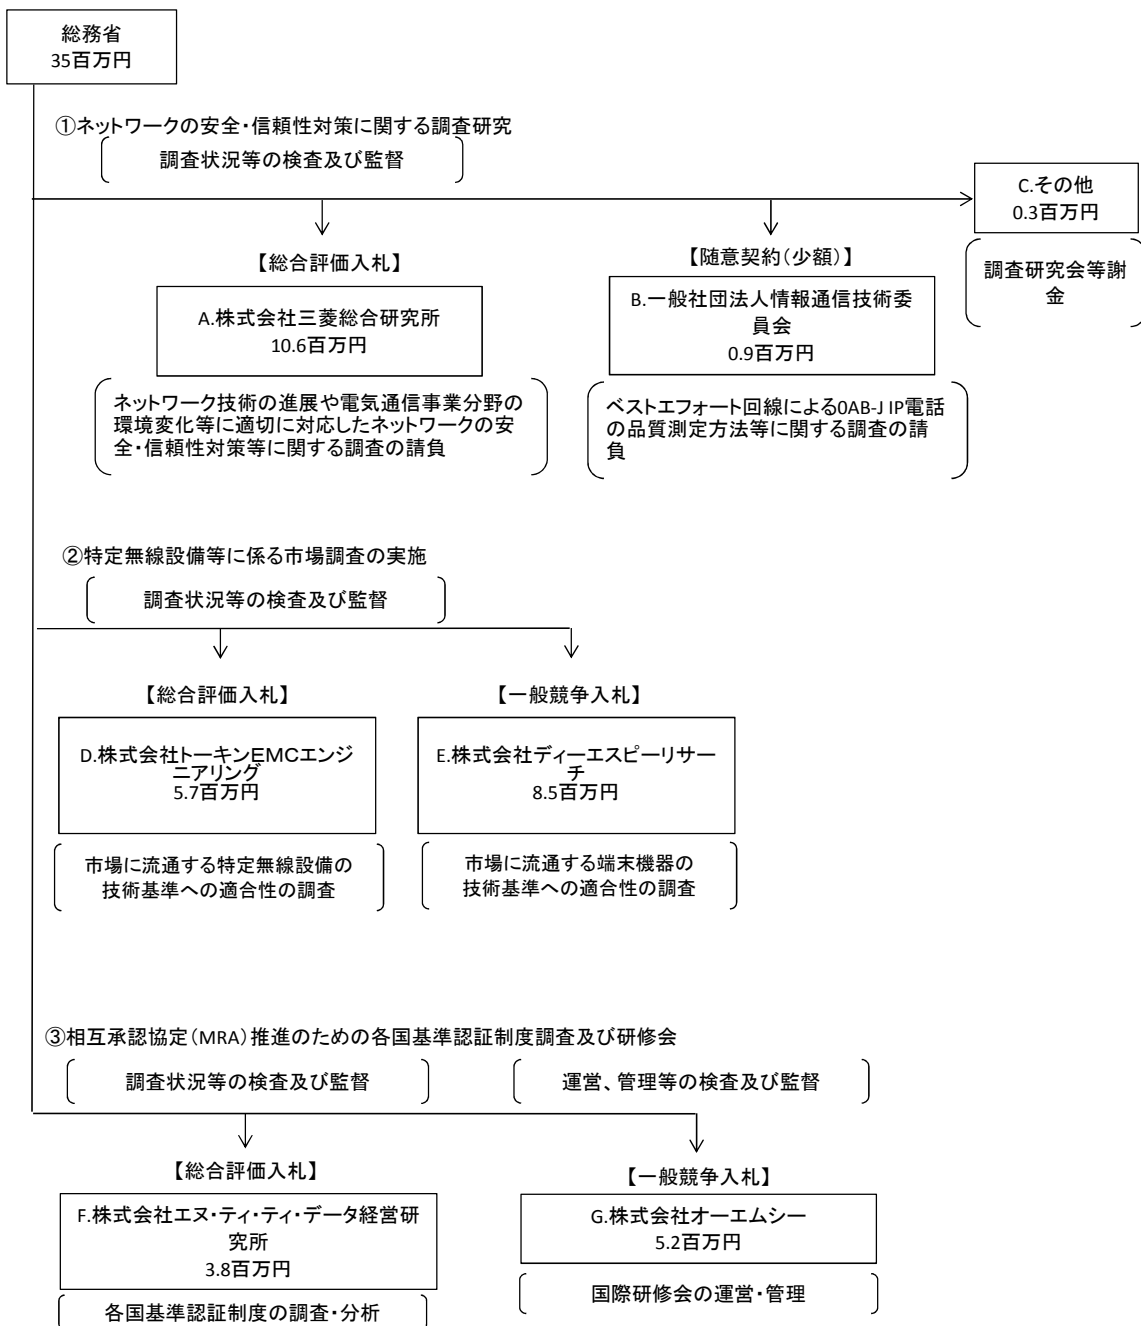 総務省
35百万円
①ネットワークの安全・信頼性対策に関する調査研究
調査状況等の検査及び監督
C.その他
0.3百万円
調査研究会等謝
金
【総合評価入札】
A.株式会社三菱総合研究所
10.6百万円
ネットワーク技術の進展や電気通信事業分野の
環境変化等に適切に対応したネットワークの安
全・信頼性対策等に関する調査の請負
【随意契約(少額)】
B.一般社団法人情報通信技術委
員会
0.9百万円
ベストエフォート回線による0AB-J IP電話
の品質測定方法等に関する調査の請
負
②特定無線設備等に係る市場調査の実施
調査状況等の検査及び監督
【総合評価入札】
D.株式会社トーキンEMCエンジ
ニアリング
5.7百万円
市場に流通する特定無線設備の
技術基準への適合性の調査
【一般競争入札】
E.株式会社ディーエスピーリサー
チ
8.5百万円
市場に流通する端末機器の
技術基準への適合性の調査
③相互承認協定(MRA)推進のための各国基準認証制度調査及び研修会
調査状況等の検査及び監督
運営、管理等の検査及び監督
【総合評価入札】
F.株式会社エヌ・ティ・ティ・データ経営研
究所
3.8百万円
各国基準認証制度の調査・分析
【一般競争入札】
G.株式会社オーエムシー
5.2百万円
国際研修会の運営・管理